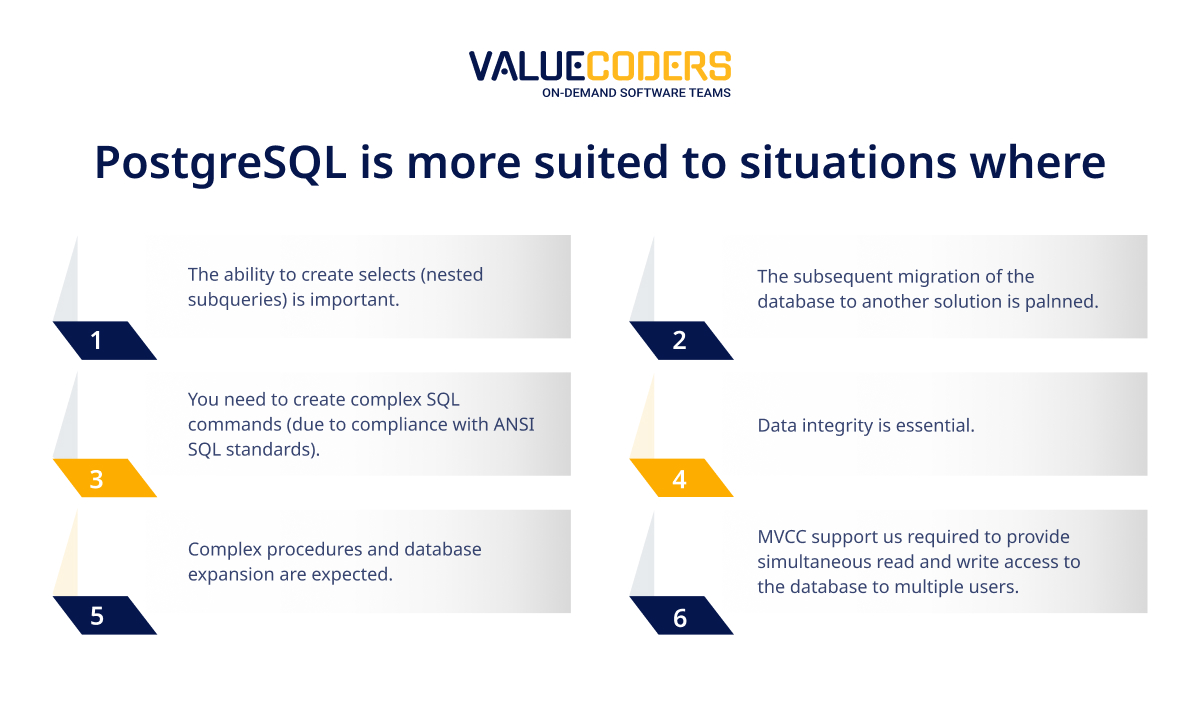 VALUECODERS
ON-DEMAND SOFTWARE TEAMS
PostgreSQL is more suited to situations where
The ability to create selects (nested
subqueries) is important.
1
The subsequent migration of the
database to another solution is palnned.
2
You need to create complex SQL
commands (due to compliance with ANSI
SQL standards).
3
Data integrity is essential.
4
Complex procedures and database
expansion are expected.
5
MVCC support us required to provide
simultaneous read and write access to
the database to multiple users.
6